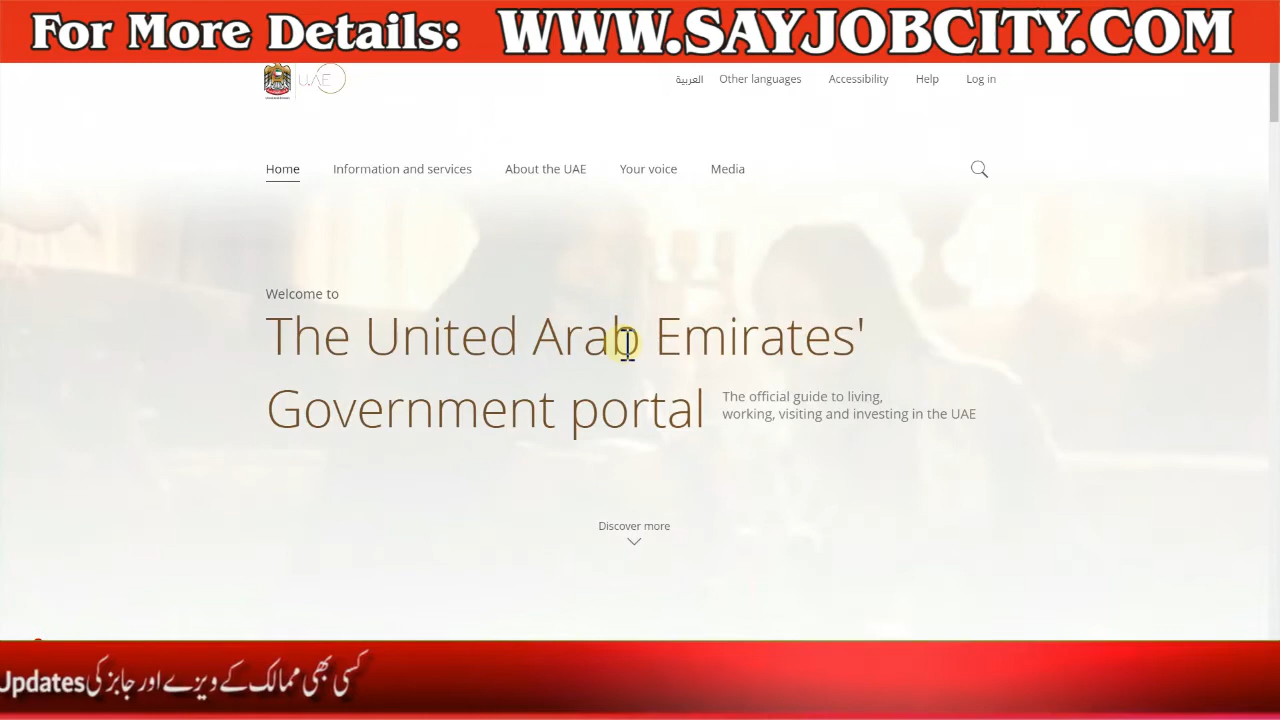 For More Details: WWW.SAYJOBCITY.COM
UAE
العربية Other languages Accessibility Help Log in
Home Information and services About the UAE Your voice Media
Welcome to
The United Arab Emirates'
Government portal
The official guide to living,
working, visiting and investing in the UAE
Discover more
کسی بھی ممالک کے ویزے اور جابز کی Updates